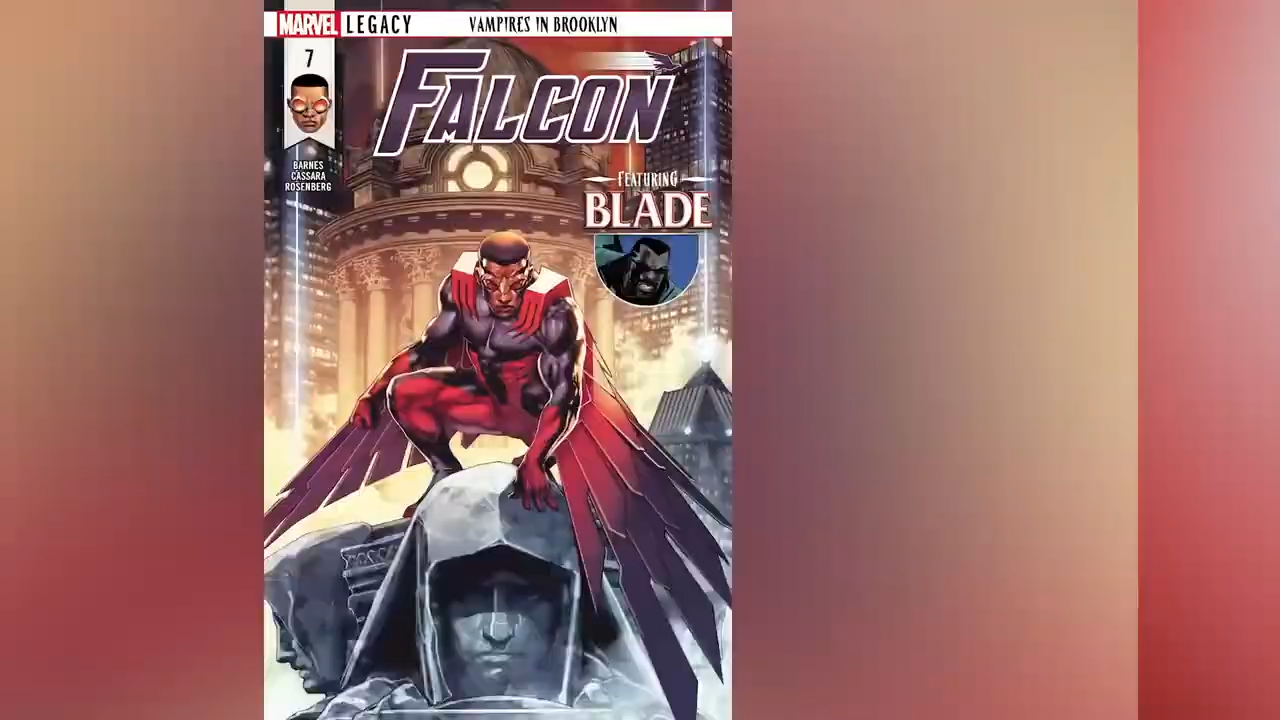 MARVEL LEGACY VAMPIRES IN BROOKLYN
7
FALCON
BARNES
CASSARA
ROSENBERG
FEATURING
BLADE